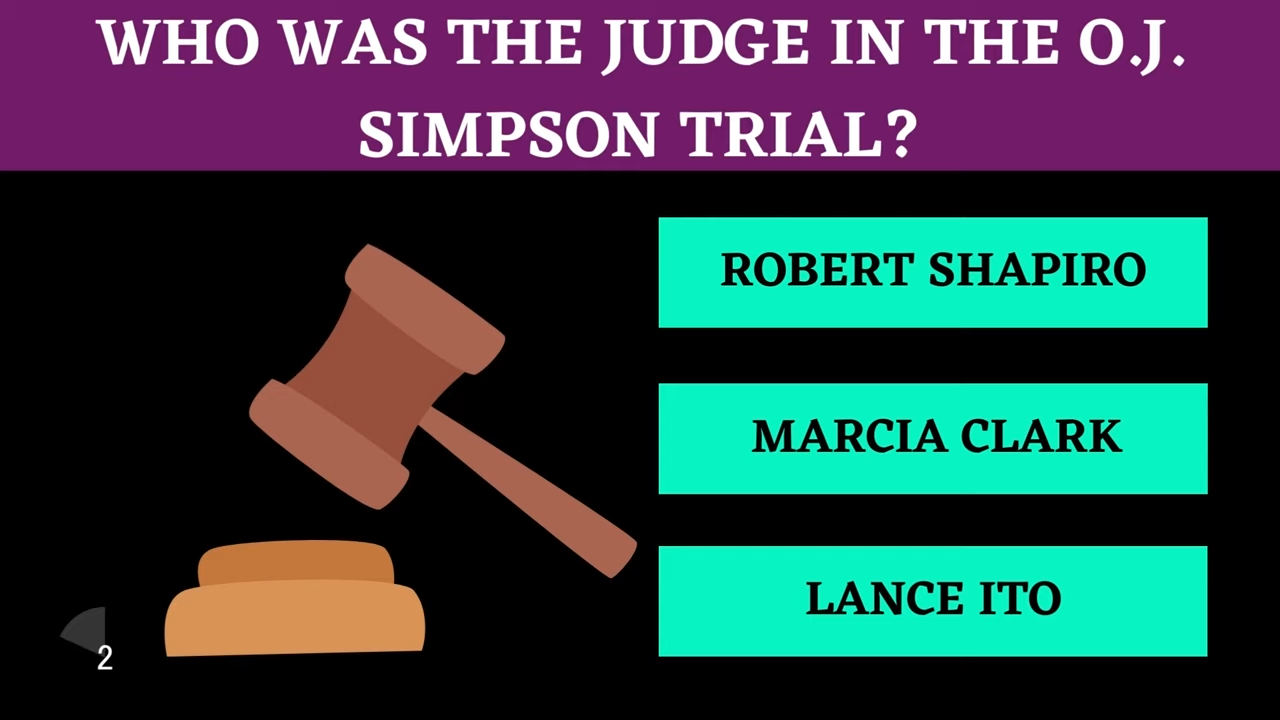 WHO WAS THE JUDGE IN THE O.J.
SIMPSON TRIAL?
ROBERT SHAPIRO
MARCIA CLARK
LANCE ITO
2